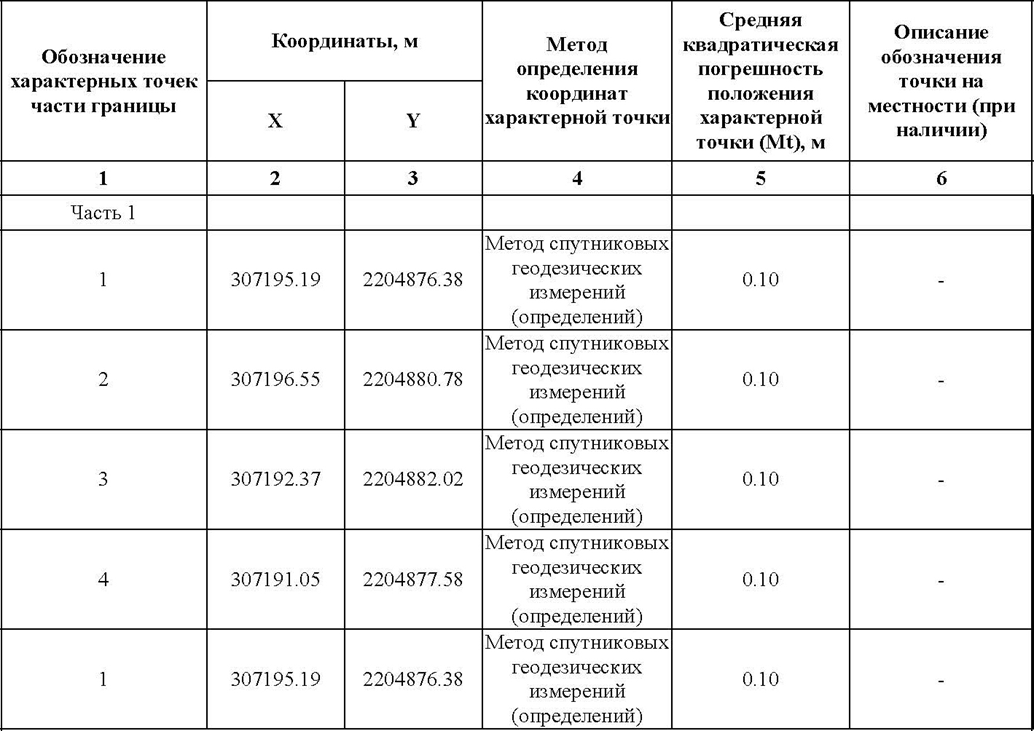 Обозначение
характерных точек
части границы
Координаты, м
X
Y
Метод
определения
координат
характерной точки
Средняя
квадратическая
погрешность
положения
характерной
точки (Mt), м
Описание
обозначения
точки на
местности (при
наличии)
1 2 3 4 5 6
Часть 1
1 307195.19 2204876.38
Метод спутниковых
геодезических
измерений
(определений)
0.10 -
2 307196.55 2204880.78
Метод спутниковых
геодезических
измерений
(определений)
0.10 -
3 307192.37 2204882.02
Метод спутниковых
геодезических
измерений
(определений)
0.10 -
4 307191.05 2204877.58
Метод спутниковых
геодезических
измерений
(определений)
0.10 -
1 307195.19 2204876.38
Метод спутниковых
геодезических
измерений
(определений)
0.10 -